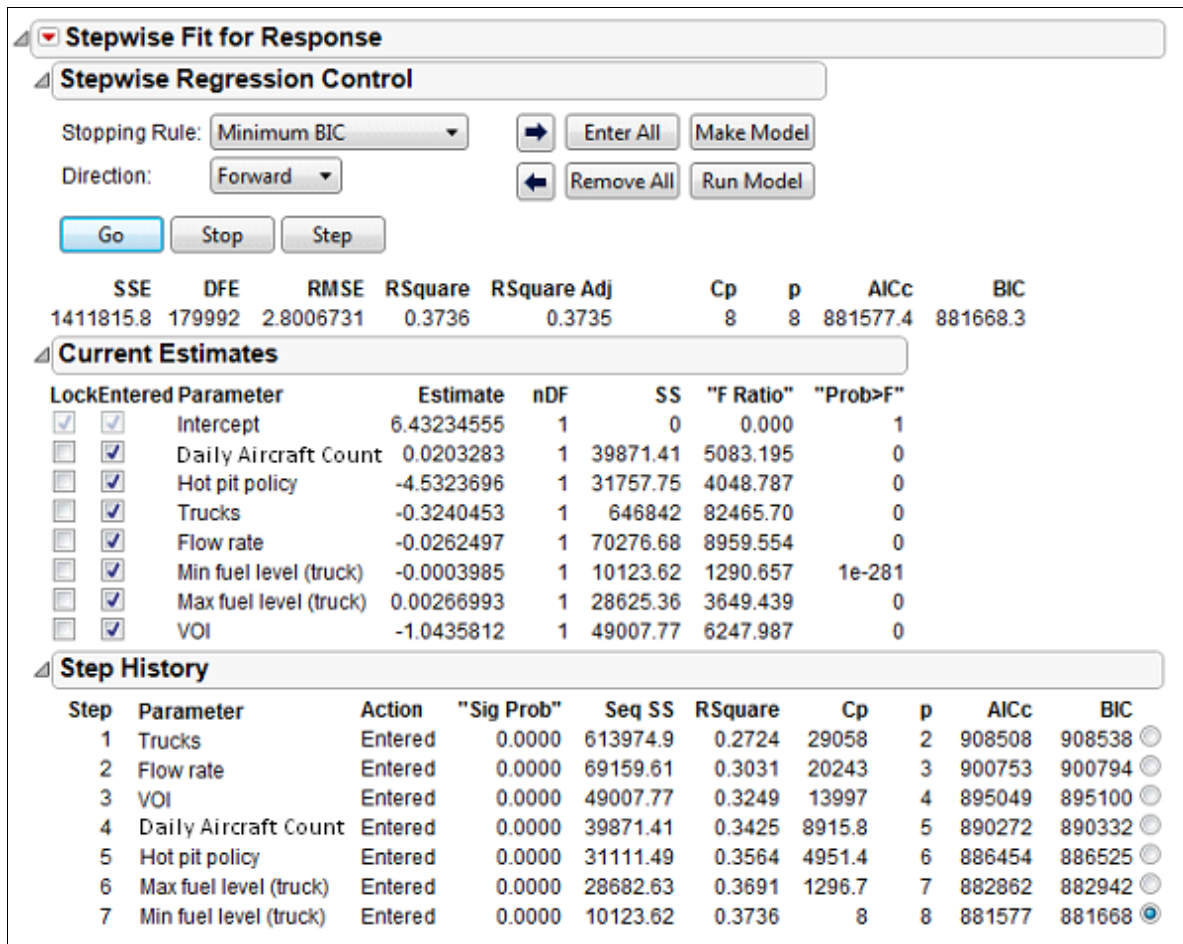 Stepwise Fit for Response
Stepwise Regression Control
Stopping Rule: Minimum BIC Enter All Make Model
Direction: Forward Remove All Run Model
Go Stop Step
SSE DFE RMSE RSquare RSquare Adj Cp p AICc BIC
1411815.8 179992 2.8006731 0.3736 0.3735 8 8 881577.4 881668.3
Current Estimates
LockEntered Parameter Estimate nDF SS "F Ratio" "Prob>F"
Intercept 6.43234555 1 0 0.000 1
Daily Aircraft Count 0.0203283 1 39871.41 5083.195 0
Hot pit policy -4.5323696 1 31757.75 4048.787 0
Trucks -0.3240453 1 646842 82465.70 0
Flow rate -0.0262497 1 70276.68 8959.554 0
Min fuel level (truck) -0.0003985 1 10123.62 1290.657 1e-281
Max fuel level (truck) 0.00266993 1 28625.36 3649.439 0
VOI -1.0435812 1 49007.77 6247.987 0
Step History
Step Parameter Action "Sig Prob" Seq SS RSquare Cp p AICc BIC
1 Trucks Entered 0.0000 613974.9 0.2724 29058 2 908508 908538
2 Flow rate Entered 0.0000 69159.61 0.3031 20243 3 900753 900794
3 VOI Entered 0.0000 49007.77 0.3249 13997 4 895049 895100
4 Daily Aircraft Count Entered 0.0000 39871.41 0.3425 8915.8 5 890272 890332
5 Hot pit policy Entered 0.0000 31111.49 0.3564 4951.4 6 886454 886525
6 Max fuel level (truck) Entered 0.0000 28682.63 0.3691 1296.7 7 882862 882942
7 Min fuel level (truck) Entered 0.0000 10123.62 0.3736 8 8 881577 881668